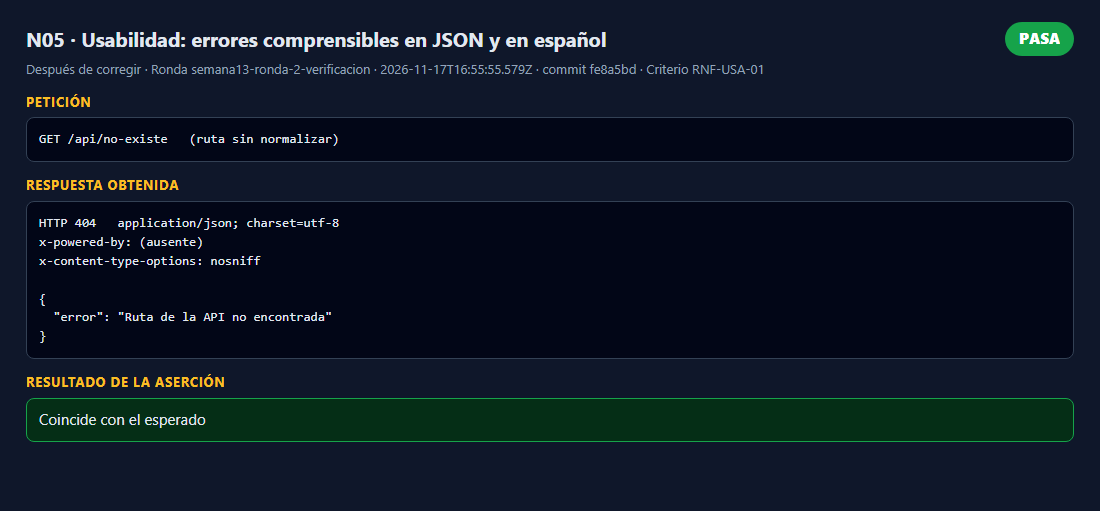 N05 · Usabilidad: errores comprensibles en JSON y en español
PASA
Después de corregir · Ronda semana13-ronda-2-verificacion · 2026-11-17T16:55:55.579Z · commit fe8a5bd · Criterio RNF-USA-01
PETICIÓN
GET /api/no-existe   (ruta sin normalizar)
RESPUESTA OBTENIDA
HTTP 404   application/json; charset=utf-8
x-powered-by: (ausente)
x-content-type-options: nosniff
{
  "error": "Ruta de la API no encontrada"
}
RESULTADO DE LA ASERCIÓN
Coincide con el esperado